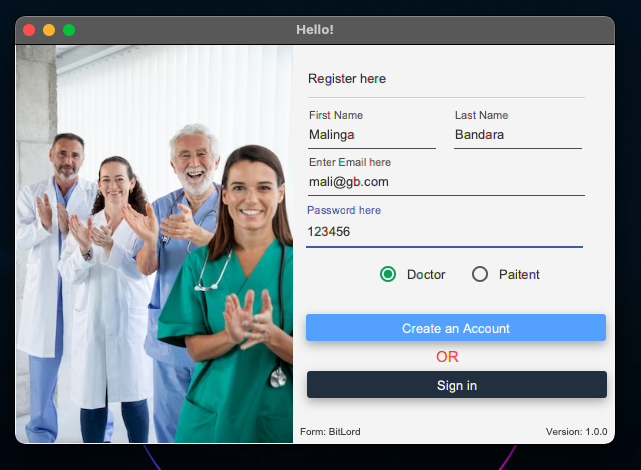 Hello!
Register here
First Name Last Name
Malinga Bandara
Enter Email here
mali@gb.com
Password here
123456
Doctor Paitent
Create an Account
OR
Sign in
Form: BitLord Version: 1.0.0